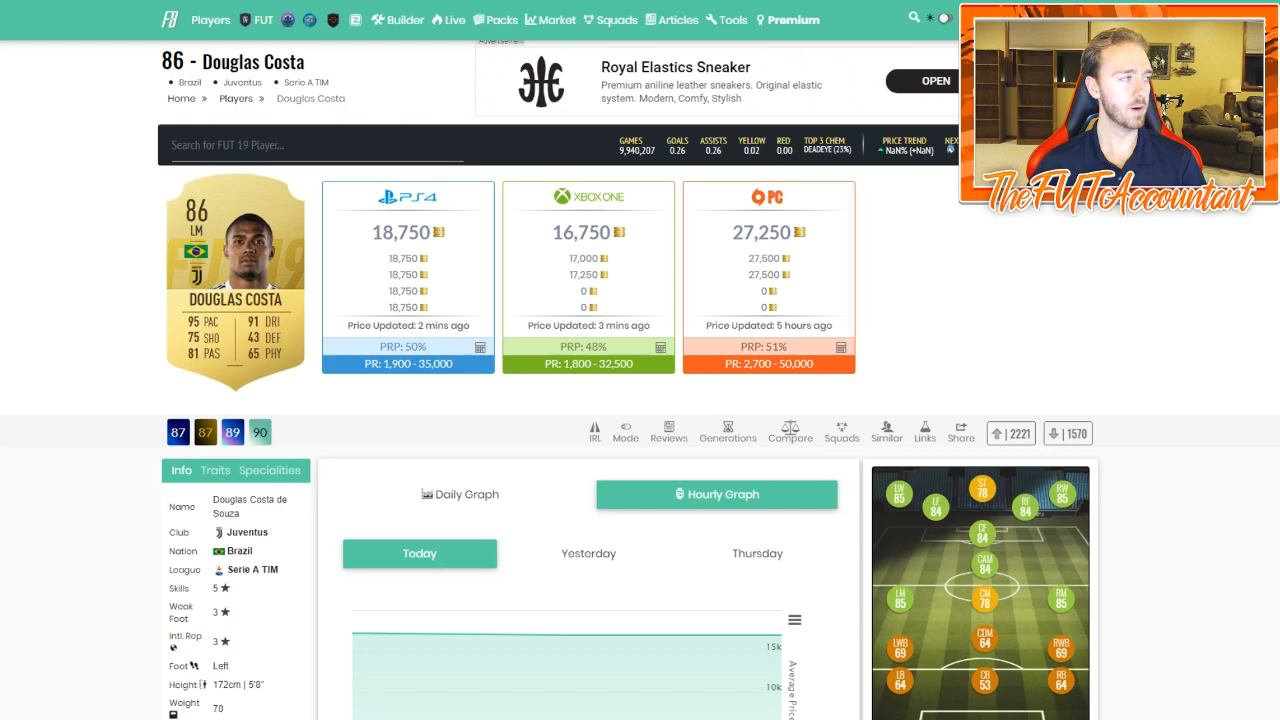 Players FUT Builder Live Packs Market Squads Articles Tools Premium
86 - Douglas Costa
Brazil Juventus Serie A TIM
Home » Players » Douglas Costa
Advertisement
Royal Elastics Sneaker
Premium aniline leather sneakers. Original elastic
system. Modern, Comfy, Stylish
OPEN
TheFUTAccountant
Search for FUT 19 Player...
GAMES GOALS ASSISTS YELLOW RED TOP 3 CHEM PRICE TREND
9,940,207 0.26 0.26 0.02 0.00 DEADEYE (23%) NaN% (+NaN)
86
LM
DOUGLAS COSTA
95 PAC 91 DRI
75 SHO 43 DEF
81 PAS 65 PHY
PS4
18,750
18,750
18,750
18,750
18,750
Price Updated: 2 mins ago
PRP: 50%
PR: 1,900 - 35,000
XBOX ONE
16,750
17,000
17,250
0
0
Price Updated: 3 mins ago
PRP: 48%
PR: 1,800 - 32,500
PC
27,250
27,500
27,500
0
0
Price Updated: 5 hours ago
PRP: 51%
PR: 2,700 - 50,000
87 87 89 90
IRL Mode Reviews Generations Compare Squads Similar Links Share | 2221 | 1570
Info Traits Specialities
Name Douglas Costa de Souza
Club Juventus
Nation Brazil
League Serie A TIM
Skills 5
Weak Foot 3
Intl. Rep 3
Foot Left
Height 172cm | 5'8"
Weight 70
Daily Graph Hourly Graph
Today Yesterday Thursday
15k
10k
LW 85
LF 84
ST 78
RF 84
RW 85
CF 84
CAM 84
LM 85
CM 78
RM 85
LWB 69
CDM 64
RWB 69
LB 64
CB 53
RB 64